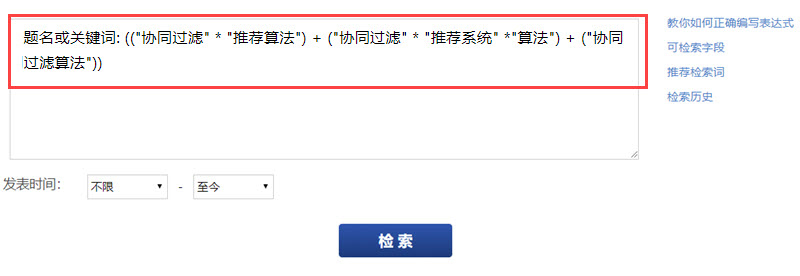 题名或关键词: (("协同过滤" * "推荐算法") + ("协同过滤" * "推荐系统" *"算法") + ("协同
过滤算法"))
教你如何正确编写表达式
可检索字段
推荐检索词
检索历史
发表时间： 不限 - 至今
检 索